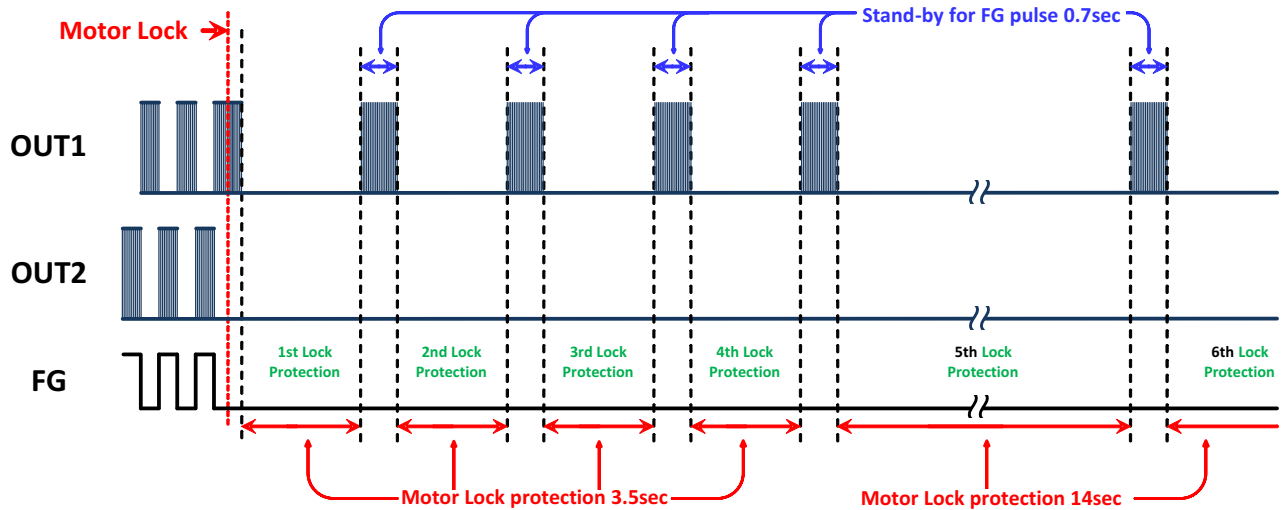 Stand-by for FG pulse 0.7sec
Motor Lock
OUT1
OUT2
FG
1st Lock
Protection
2nd Lock
Protection
3rd Lock
Protection
4th Lock
Protection
5th Lock
Protection
6th Lock
Protection
Motor Lock protection 3.5sec
Motor Lock protection 14sec